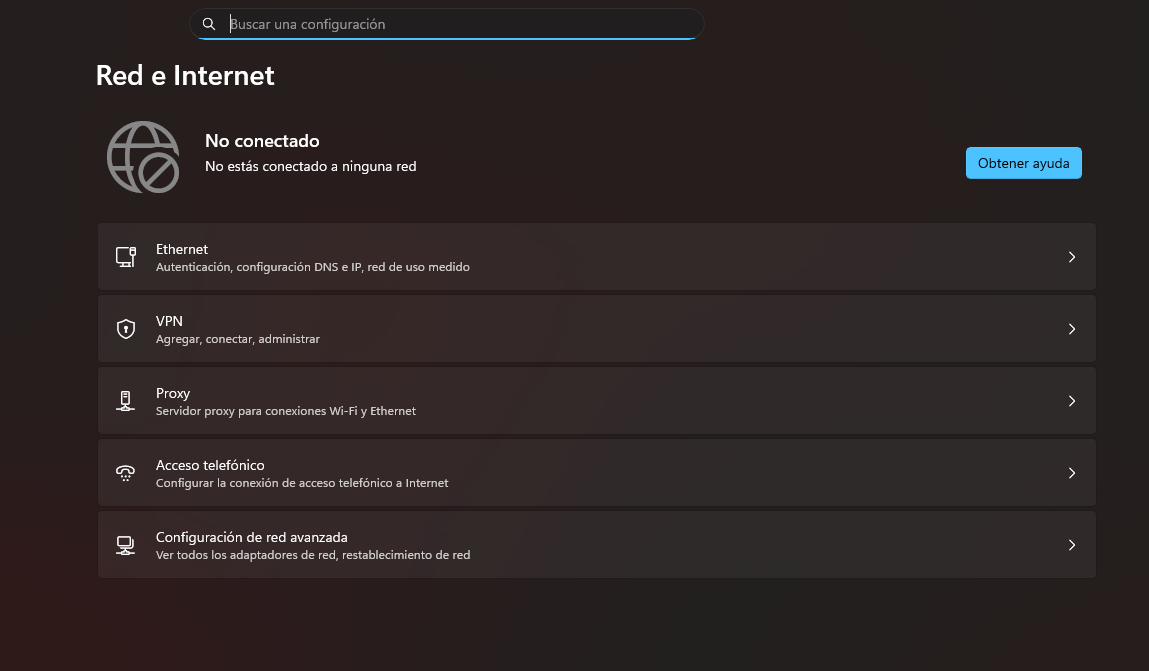 Buscar una configuración
Red e Internet
No conectado
No estás conectado a ninguna red
Obtener ayuda
Ethernet
Autenticación, configuración DNS e IP, red de uso medido
VPN
Agregar, conectar, administrar
Proxy
Servidor proxy para conexiones Wi-Fi y Ethernet
Acceso telefónico
Configurar la conexión de acceso telefónico a Internet
Configuración de red avanzada
Ver todos los adaptadores de red, restablecimiento de red